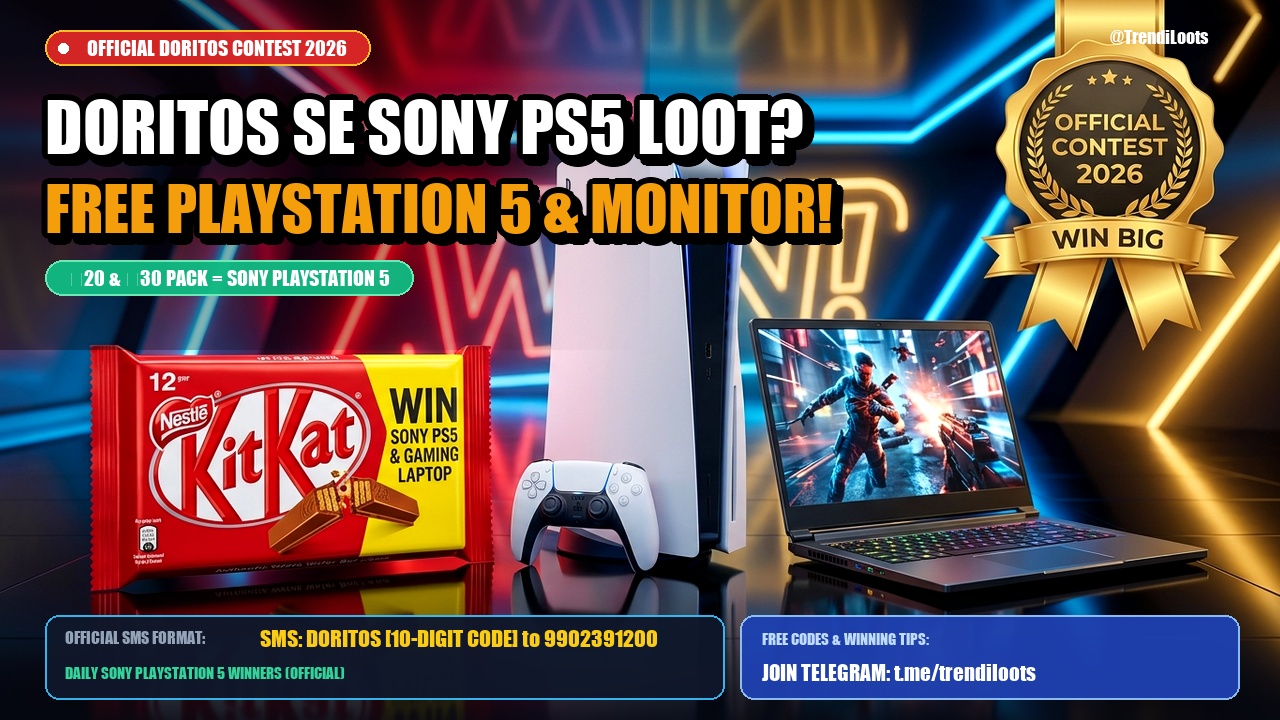 OFFICIAL DORITOS CONTEST 2026
@TrendiLoots
DORITOS SE SONY PS5 LOOT?
FREE PLAYSTATION 5 & MONITOR!
20 & 30 PACK = SONY PLAYSTATION 5
OFFICIAL
CONTEST
2026
WIN BIG
12
Nestlé
KitKat
WIN
SONY PS5
& GAMING
LAPTOP
OFFICIAL SMS FORMAT:
SMS: DORITOS [10-DIGIT CODE] to 9902391200
DAILY SONY PLAYSTATION 5 WINNERS (OFFICIAL)
FREE CODES & WINNING TIPS:
JOIN TELEGRAM: t.me/trendiloots